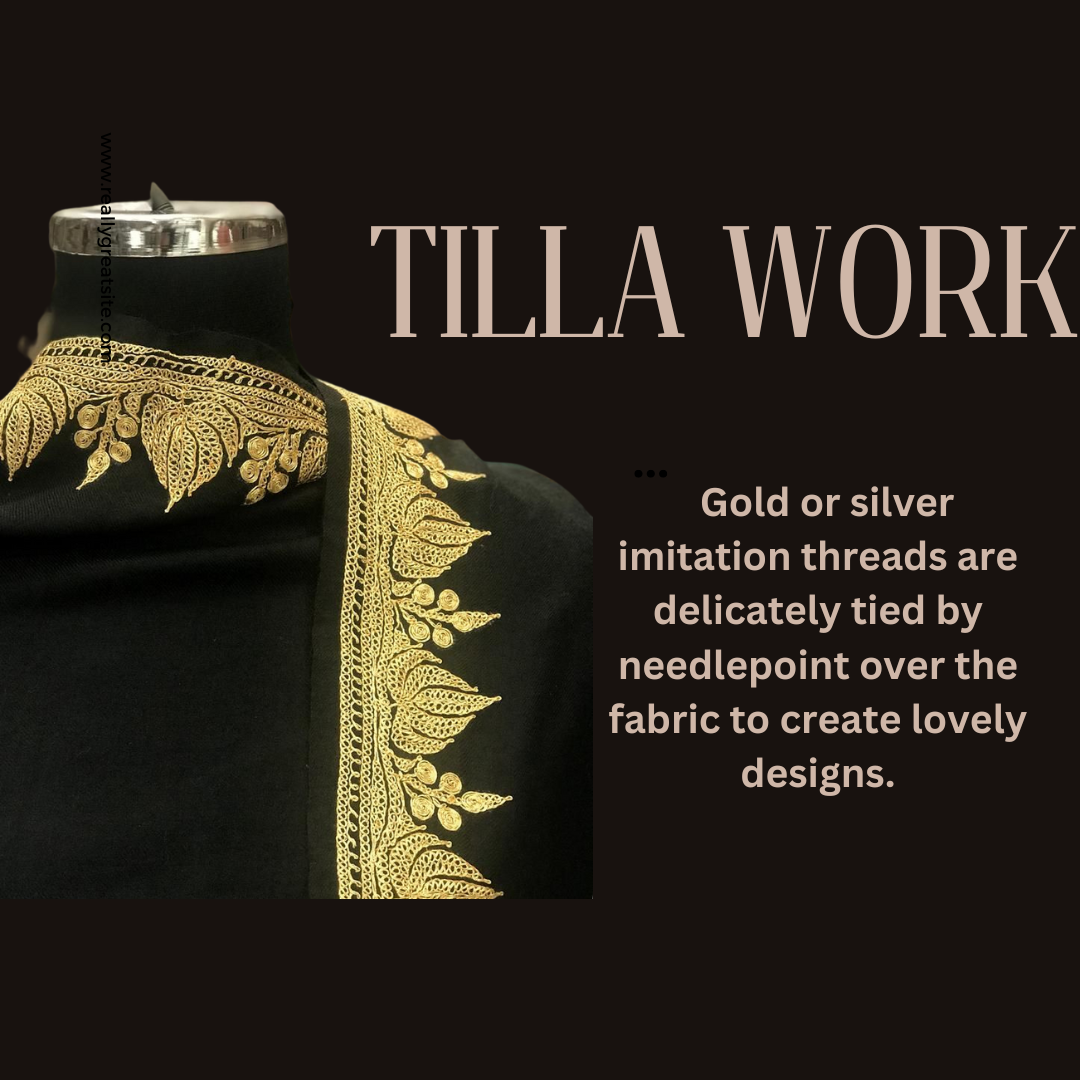 www.reallygreatsite.com
TILLA WORK
...
Gold or silver
imitation threads are
delicately tied by
needlepoint over the
fabric to create lovely
designs.